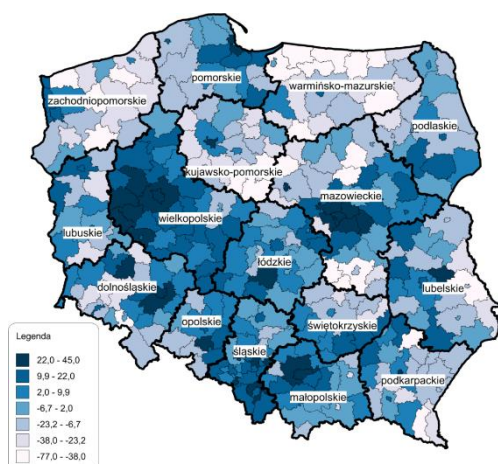 pomorskie
warmińsko-mazurskie
zachodniopomorskie
podlaskie
kujawsko-pomorskie
mazowieckie
wielkopolskie
lubuskie
łódzkie
dolnośląskie
lubelskie
opolskie
świętokrzyskie
śląskie
podkarpackie
małopolskie
Legenda
22,0 - 45,0
9,9 - 22,0
2,0 - 9,9
-6,7 - 2,0
-23,2 - -6,7
-38,0 - -23,2
-77,0 - -38,0